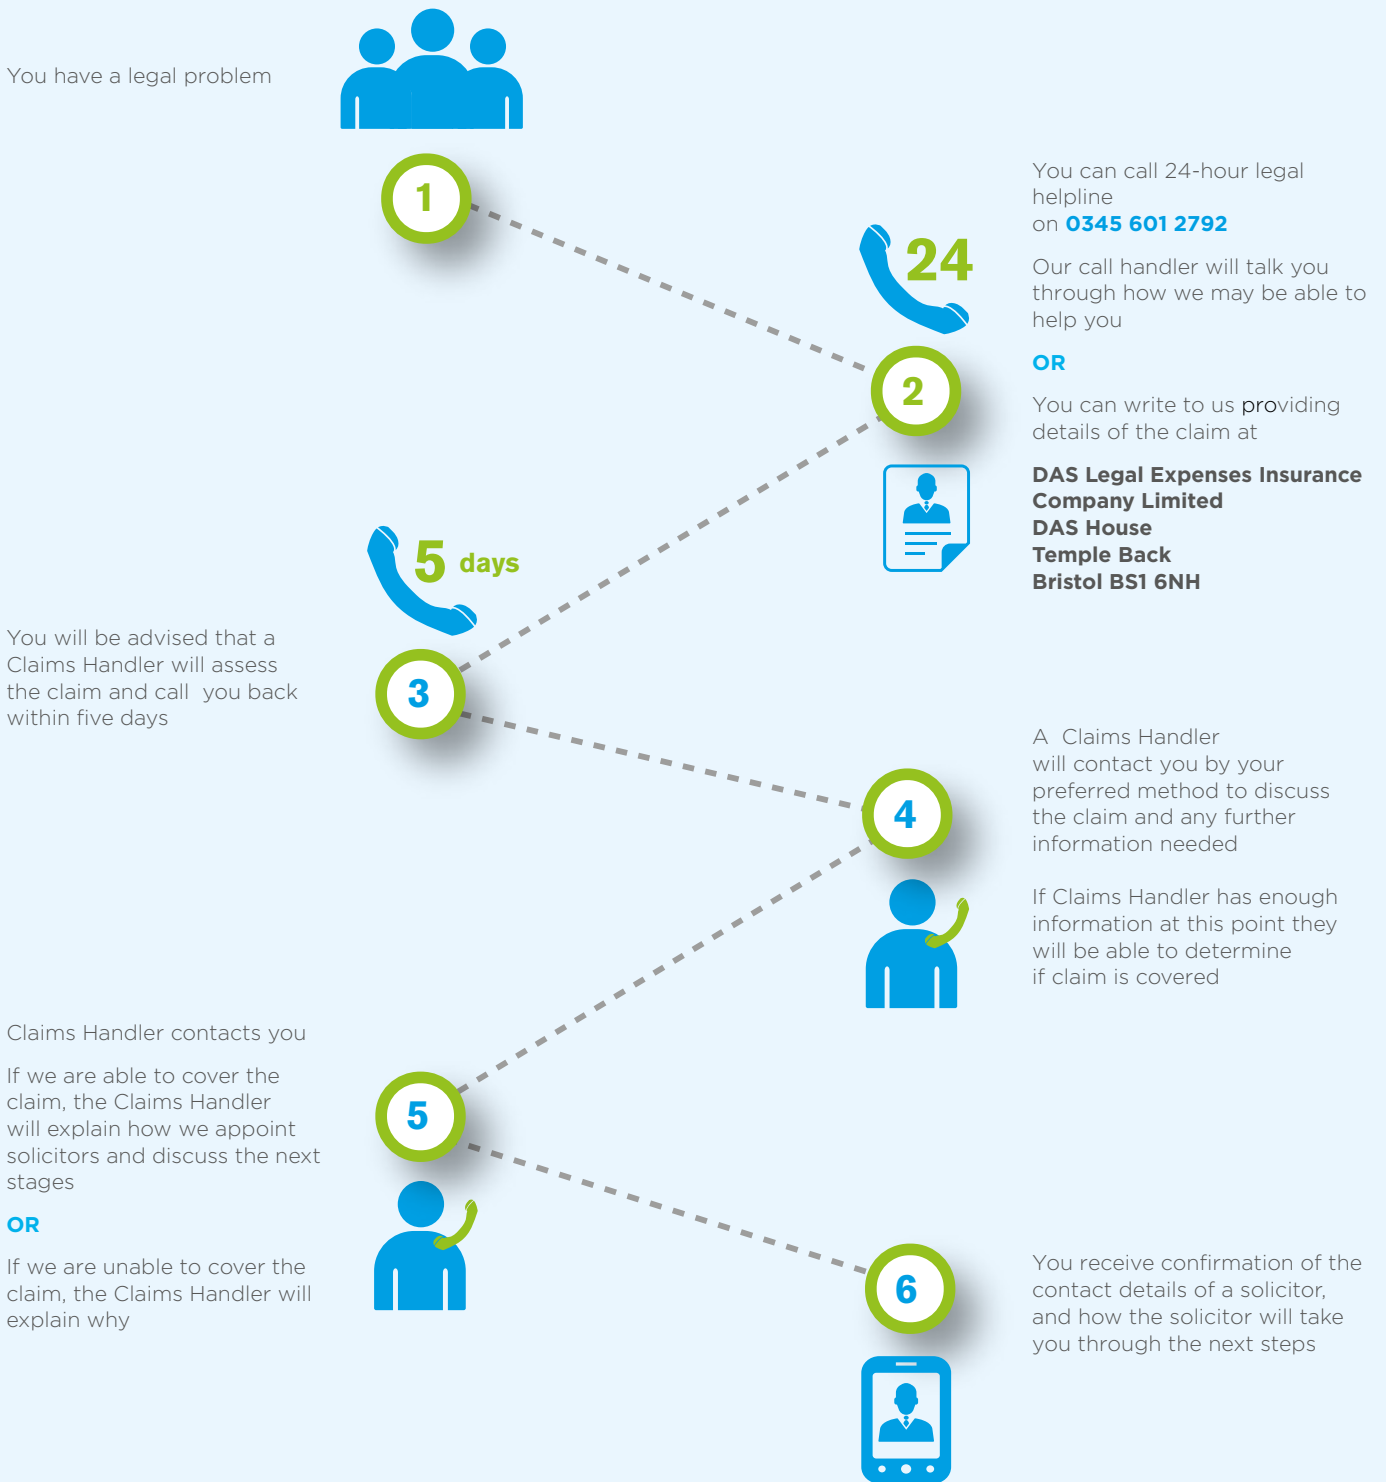 You have a legal problem
1
You can call 24-hour legal
helpline
on 0345 601 2792
24
Our call handler will talk you
through how we may be able to
help you
OR
2
You can write to us providing
details of the claim at
DAS Legal Expenses Insurance
Company Limited
DAS House
Temple Back
Bristol BS1 6NH
5 days
You will be advised that a
Claims Handler will assess
the claim and call  you back
within five days
3
A  Claims Handler
will contact you by your
preferred method to discuss
the claim and any further
information needed
4
If Claims Handler has enough
information at this point they
will be able to determine
if claim is covered
Claims Handler contacts you
If we are able to cover the
claim, the Claims Handler
will explain how we appoint
solicitors and discuss the next
stages
5
OR
If we are unable to cover the
claim, the Claims Handler will
explain why
You receive confirmation of the
contact details of a solicitor,
and how the solicitor will take
you through the next steps
6